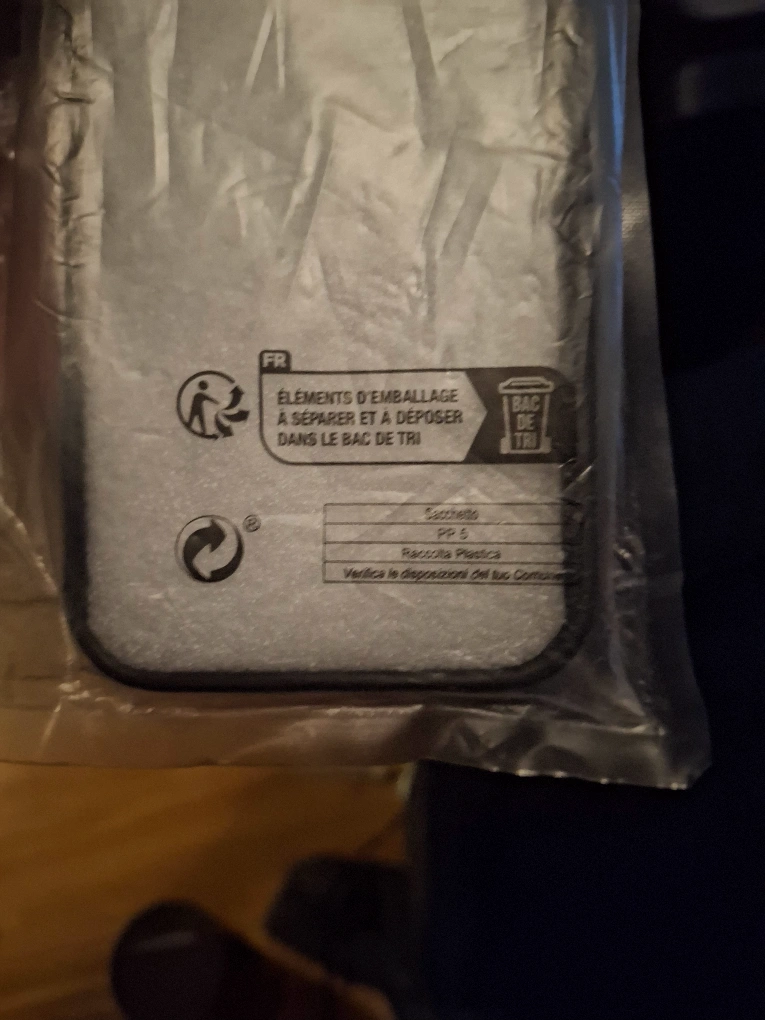 FR
ÉLÉMENTS D'EMBALLAGE
À SÉPARER ET À DÉPOSER
DANS LE BAC DE TRI
BAC
DE
TRI
®
Sacchetto
PP 5
Raccolta Plastica
Verifica le disposizioni del tuo Comune